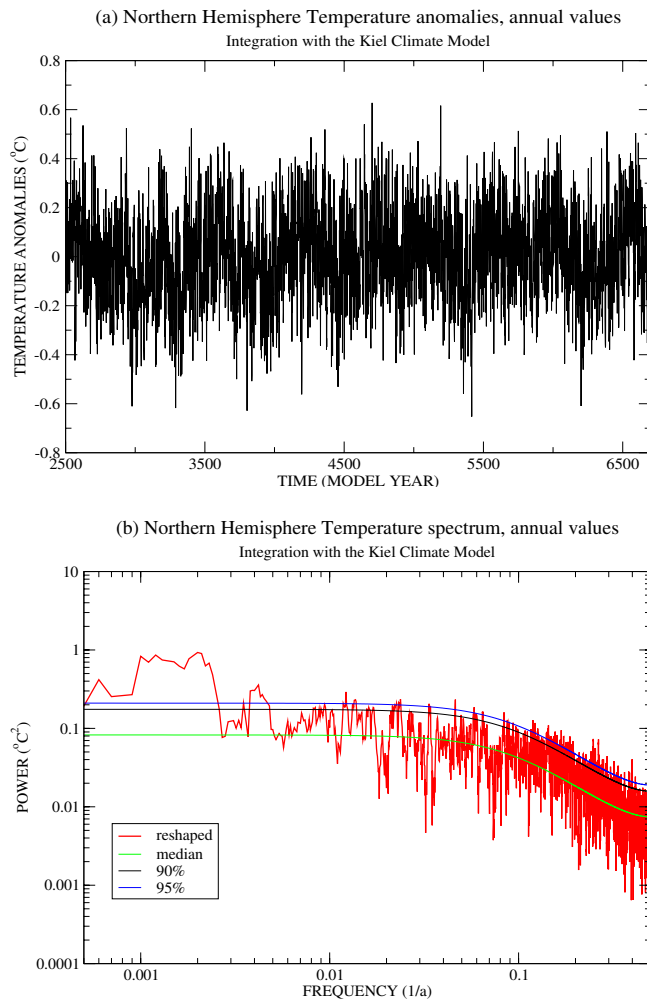 (a) Northern Hemisphere Temperature anomalies, annual values
Integration with the Kiel Climate Model
0.8
0.6
0.4
0.2
0
-0.2
-0.4
-0.6
-0.8
TEMPERATURE ANOMALIES (°C)
2500 3500 4500 5500 6500
TIME (MODEL YEAR)
(b) Northern Hemisphere Temperature spectrum, annual values
Integration with the Kiel Climate Model
10
1
0.1
0.01
0.001
0.0001
POWER (°C²)
reshaped
median
90%
95%
0.001 0.01 0.1
FREQUENCY (1/a)